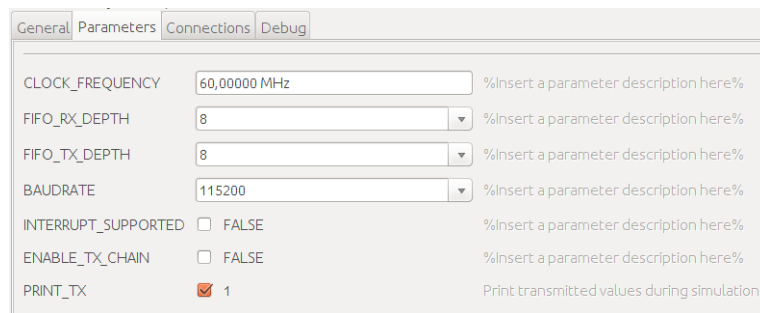 General Parameters Connections Debug
CLOCK_FREQUENCY 60,00000 MHz %Insert a parameter description here%
FIFO_RX_DEPTH 8 %Insert a parameter description here%
FIFO_TX_DEPTH 8 %Insert a parameter description here%
BAUDRATE 115200 %Insert a parameter description here%
INTERRUPT_SUPPORTED FALSE %Insert a parameter description here%
ENABLE_TX_CHAIN FALSE %Insert a parameter description here%
PRINT_TX 1 Print transmitted values during simulation